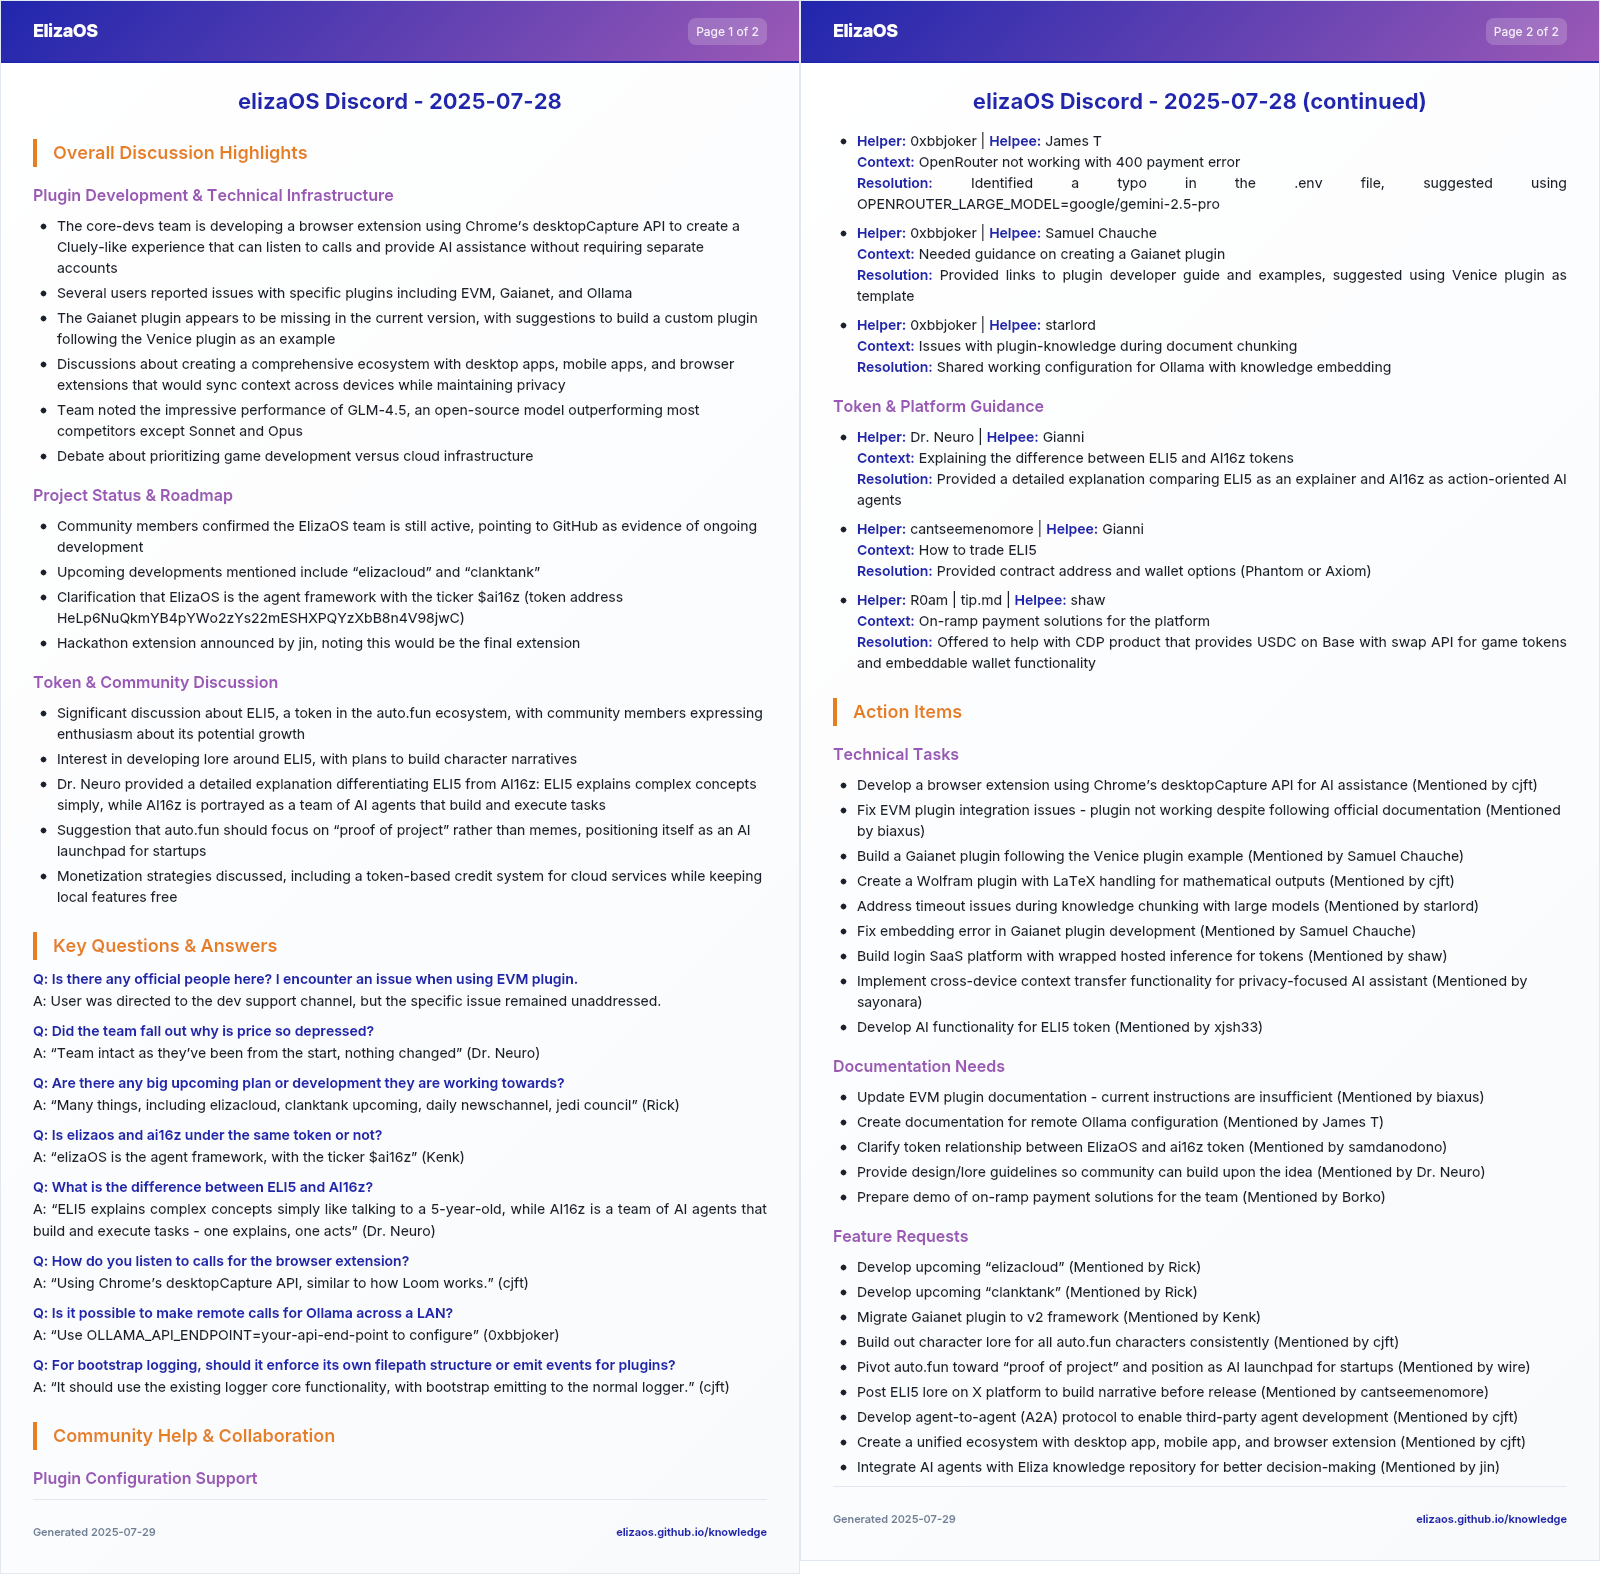 ElizaOS
Page 1 of 2
elizaOS Discord - 2025-07-28
Overall Discussion Highlights
Plugin Development & Technical Infrastructure
• The core-devs team is developing a browser extension using Chrome’s desktopCapture API to create a
Cluely-like experience that can listen to calls and provide AI assistance without requiring separate
accounts
• Several users reported issues with specific plugins including EVM, Gaianet, and Ollama
• The Gaianet plugin appears to be missing in the current version, with suggestions to build a custom plugin
following the Venice plugin as an example
• Discussions about creating a comprehensive ecosystem with desktop apps, mobile apps, and browser
extensions that would sync context across devices while maintaining privacy
• Team noted the impressive performance of GLM-4.5, an open-source model outperforming most
competitors except Sonnet and Opus
• Debate about prioritizing game development versus cloud infrastructure
Project Status & Roadmap
• Community members confirmed the ElizaOS team is still active, pointing to GitHub as evidence of ongoing
development
• Upcoming developments mentioned include “elizacloud” and “clanktank”
• Clarification that ElizaOS is the agent framework with the ticker $ai16z (token address
HeLp6NuQkmYB4pYWo2zYs22mESHXPQYzXbB8n4V98jwC)
• Hackathon extension announced by jin, noting this would be the final extension
Token & Community Discussion
• Significant discussion about ELI5, a token in the auto.fun ecosystem, with community members expressing
enthusiasm about its potential growth
• Interest in developing lore around ELI5, with plans to build character narratives
• Dr. Neuro provided a detailed explanation differentiating ELI5 from AI16z: ELI5 explains complex concepts
simply, while AI16z is portrayed as a team of AI agents that build and execute tasks
• Suggestion that auto.fun should focus on “proof of project” rather than memes, positioning itself as an AI
launchpad for startups
• Monetization strategies discussed, including a token-based credit system for cloud services while keeping
local features free
Key Questions & Answers
Q: Is there any official people here? I encounter an issue when using EVM plugin.
A: User was directed to the dev support channel, but the specific issue remained unaddressed.
Q: Did the team fall out why is price so depressed?
A: “Team intact as they’ve been from the start, nothing changed” (Dr. Neuro)
Q: Are there any big upcoming plan or development they are working towards?
A: “Many things, including elizacloud, clanktank upcoming, daily newschannel, jedi council” (Rick)
Q: Is elizaos and ai16z under the same token or not?
A: “elizaOS is the agent framework, with the ticker $ai16z” (Kenk)
Q: What is the difference between ELI5 and AI16z?
A: “ELI5 explains complex concepts simply like talking to a 5-year-old, while AI16z is a team of AI agents that
build and execute tasks - one explains, one acts” (Dr. Neuro)
Q: How do you listen to calls for the browser extension?
A: “Using Chrome’s desktopCapture API, similar to how Loom works.” (cjft)
Q: Is it possible to make remote calls for Ollama across a LAN?
A: “Use OLLAMA_API_ENDPOINT=your-api-end-point to configure” (0xbbjoker)
Q: For bootstrap logging, should it enforce its own filepath structure or emit events for plugins?
A: “It should use the existing logger core functionality, with bootstrap emitting to the normal logger.” (cjft)
Community Help & Collaboration
Plugin Configuration Support
Generated 2025-07-29
elizaos.github.io/knowledge
ElizaOS
Page 2 of 2
elizaOS Discord - 2025-07-28 (continued)
• Helper: 0xbbjoker | Helpee: James T
Context: OpenRouter not working with 400 payment error
Resolution: Identified a typo in the .env file, suggested using
OPENROUTER_LARGE_MODEL=google/gemini-2.5-pro
• Helper: 0xbbjoker | Helpee: Samuel Chauche
Context: Needed guidance on creating a Gaianet plugin
Resolution: Provided links to plugin developer guide and examples, suggested using Venice plugin as
template
• Helper: 0xbbjoker | Helpee: starlord
Context: Issues with plugin-knowledge during document chunking
Resolution: Shared working configuration for Ollama with knowledge embedding
Token & Platform Guidance
• Helper: Dr. Neuro | Helpee: Gianni
Context: Explaining the difference between ELI5 and AI16z tokens
Resolution: Provided a detailed explanation comparing ELI5 as an explainer and AI16z as action-oriented AI
agents
• Helper: cantseemenomore | Helpee: Gianni
Context: How to trade ELI5
Resolution: Provided contract address and wallet options (Phantom or Axiom)
• Helper: R0am | tip.md | Helpee: shaw
Context: On-ramp payment solutions for the platform
Resolution: Offered to help with CDP product that provides USDC on Base with swap API for game tokens
and embeddable wallet functionality
Action Items
Technical Tasks
• Develop a browser extension using Chrome’s desktopCapture API for AI assistance (Mentioned by cjft)
• Fix EVM plugin integration issues - plugin not working despite following official documentation (Mentioned
by biaxus)
• Build a Gaianet plugin following the Venice plugin example (Mentioned by Samuel Chauche)
• Create a Wolfram plugin with LaTeX handling for mathematical outputs (Mentioned by cjft)
• Address timeout issues during knowledge chunking with large models (Mentioned by starlord)
• Fix embedding error in Gaianet plugin development (Mentioned by Samuel Chauche)
• Build login SaaS platform with wrapped hosted inference for tokens (Mentioned by shaw)
• Implement cross-device context transfer functionality for privacy-focused AI assistant (Mentioned by
sayonara)
• Develop AI functionality for ELI5 token (Mentioned by xjsh33)
Documentation Needs
• Update EVM plugin documentation - current instructions are insufficient (Mentioned by biaxus)
• Create documentation for remote Ollama configuration (Mentioned by James T)
• Clarify token relationship between ElizaOS and ai16z token (Mentioned by samdanodono)
• Provide design/lore guidelines so community can build upon the idea (Mentioned by Dr. Neuro)
• Prepare demo of on-ramp payment solutions for the team (Mentioned by Borko)
Feature Requests
• Develop upcoming “elizacloud” (Mentioned by Rick)
• Develop upcoming “clanktank” (Mentioned by Rick)
• Migrate Gaianet plugin to v2 framework (Mentioned by Kenk)
• Build out character lore for all auto.fun characters consistently (Mentioned by cjft)
• Pivot auto.fun toward “proof of project” and position as AI launchpad for startups (Mentioned by wire)
• Post ELI5 lore on X platform to build narrative before release (Mentioned by cantseemenomore)
• Develop agent-to-agent (A2A) protocol to enable third-party agent development (Mentioned by cjft)
• Create a unified ecosystem with desktop app, mobile app, and browser extension (Mentioned by cjft)
• Integrate AI agents with Eliza knowledge repository for better decision-making (Mentioned by jin)
Generated 2025-07-29
elizaos.github.io/knowledge